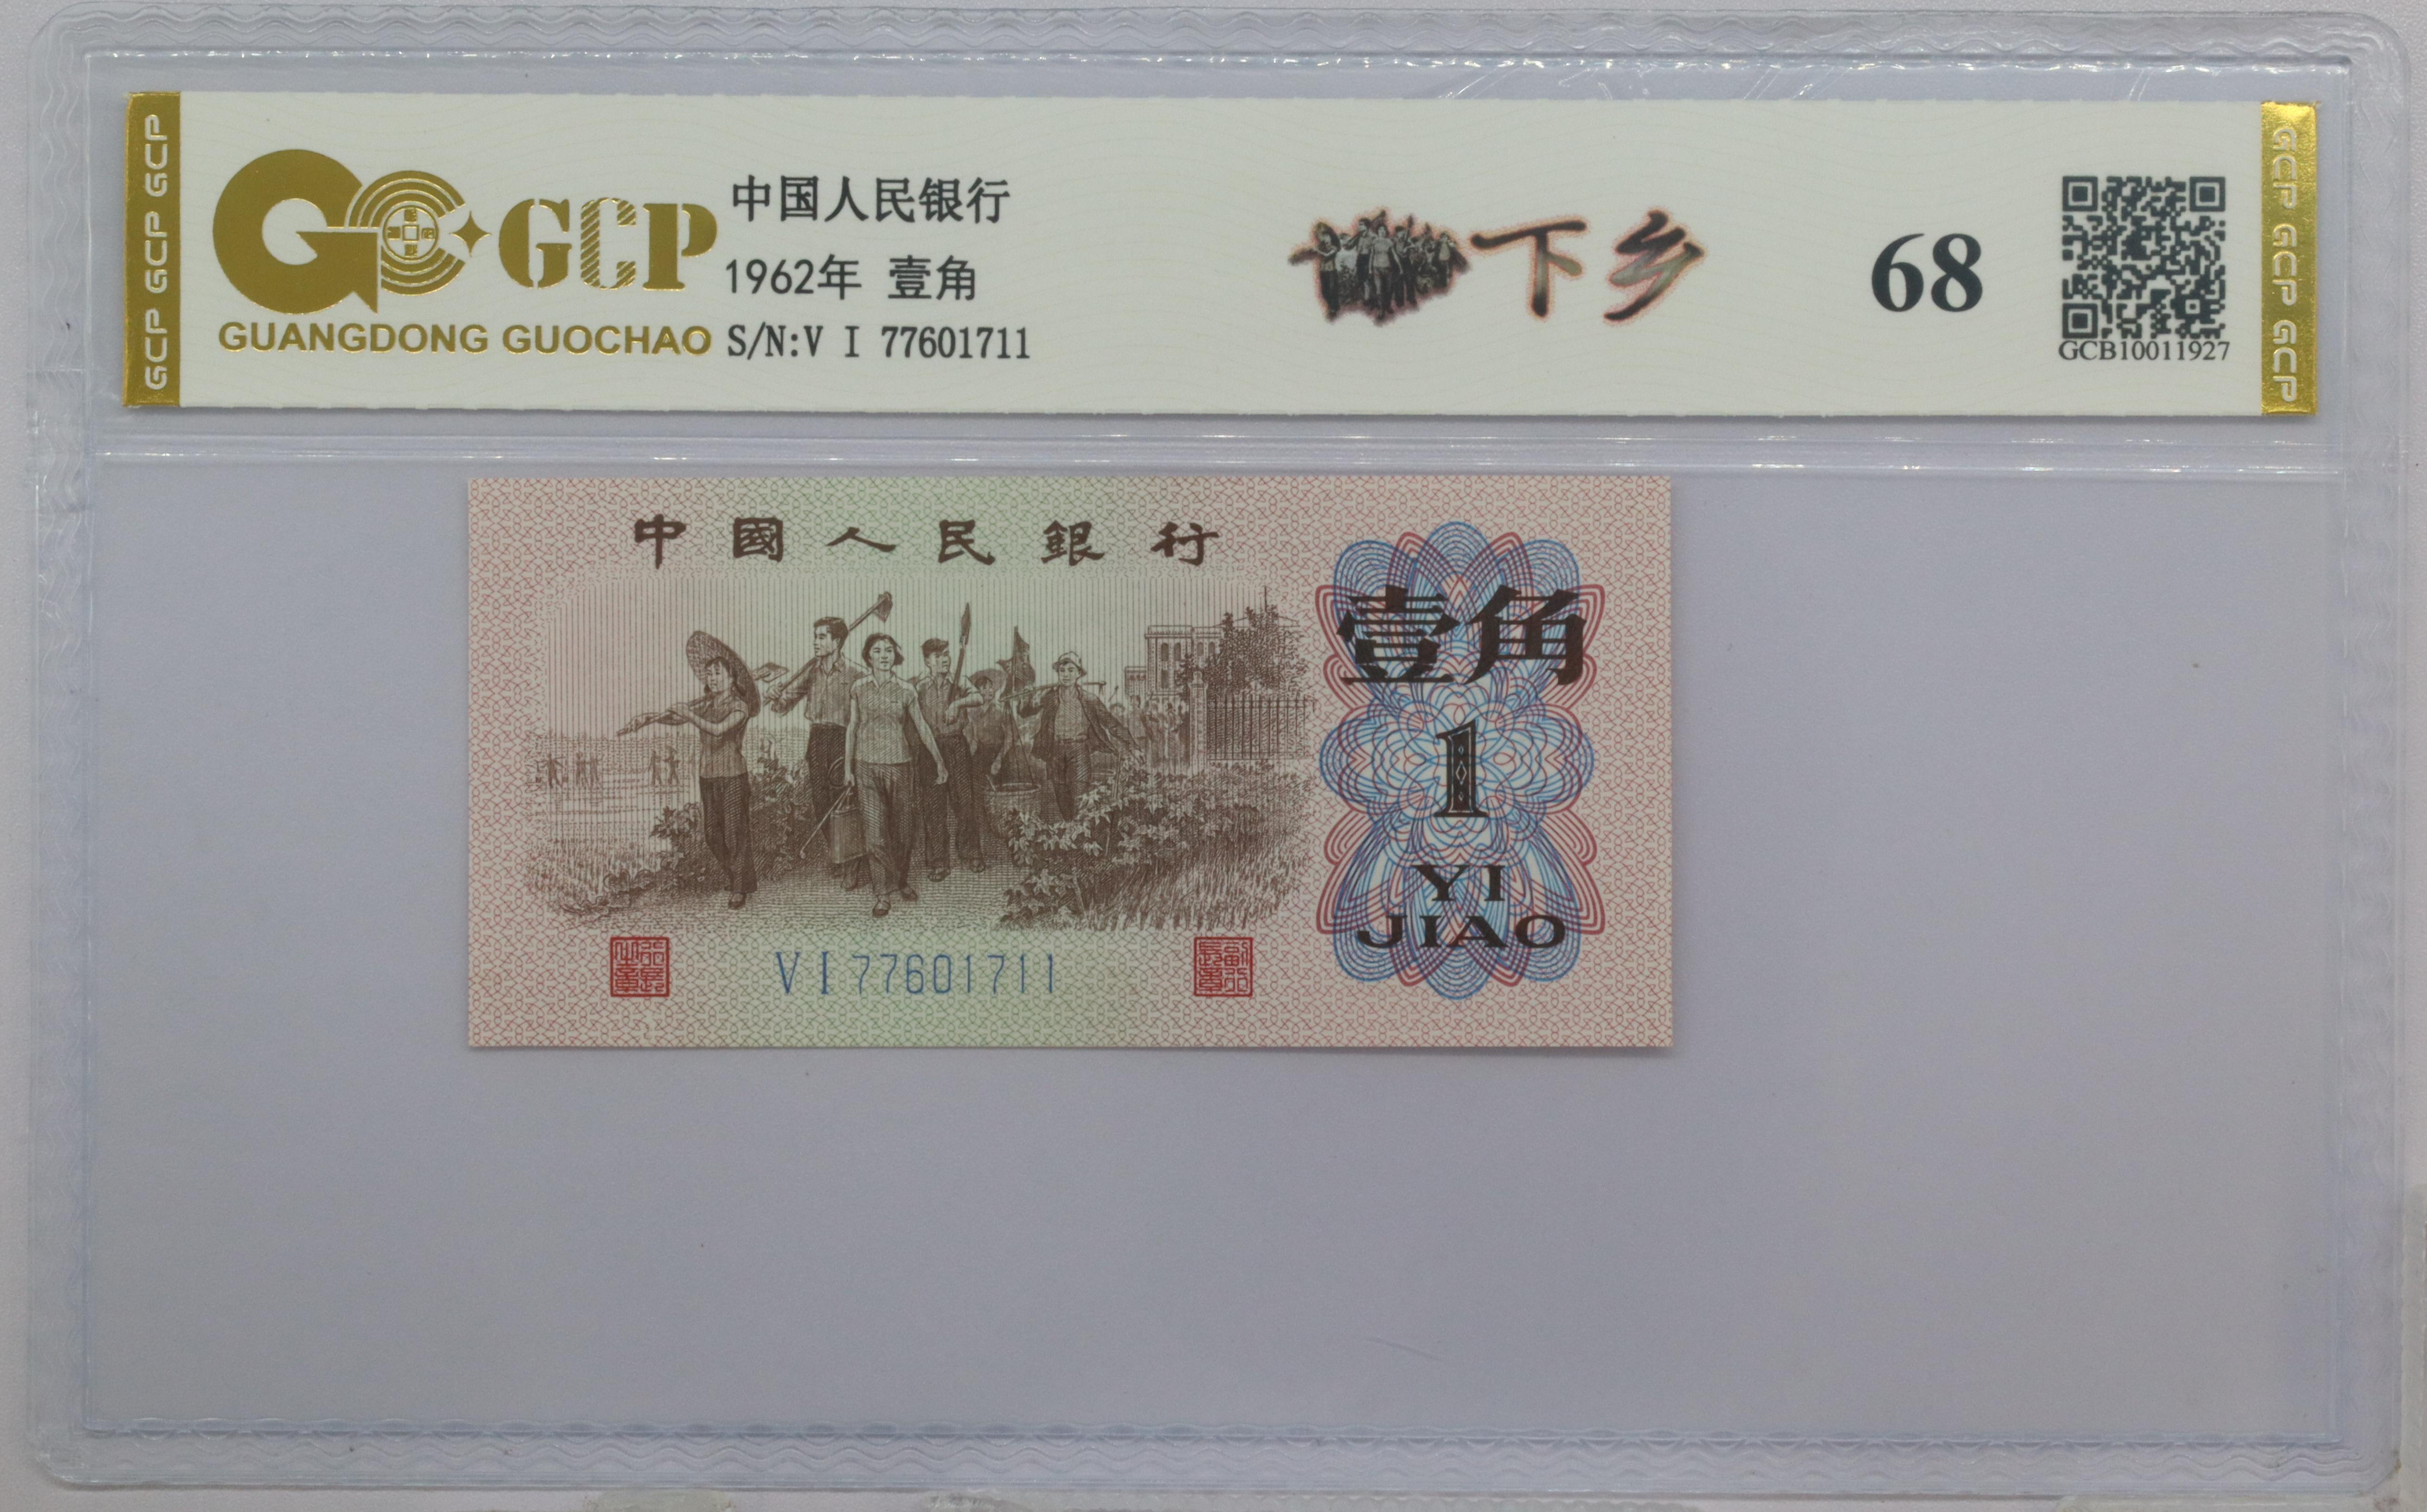 GCP GCP GCP
GCP
GUANGDONG GUOCHAO
中国人民银行
1962年 壹角
S/N:V I 77601711
下乡
68
GCB10011927
GCP GCP GCP
中國人民銀行
壹角
1
YI
JIAO
V I 77601711